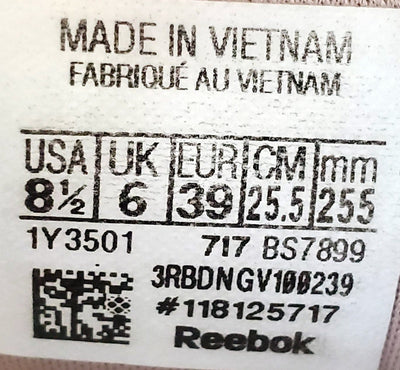 MADE IN VIETNAM
FABRIQUÉ AU VIETNAM
USA UK EUR CM mm
8½ 6 39 25.5 255
1Y3501 717 BS7899
3RBDNGV100239
#118125717
Reebok